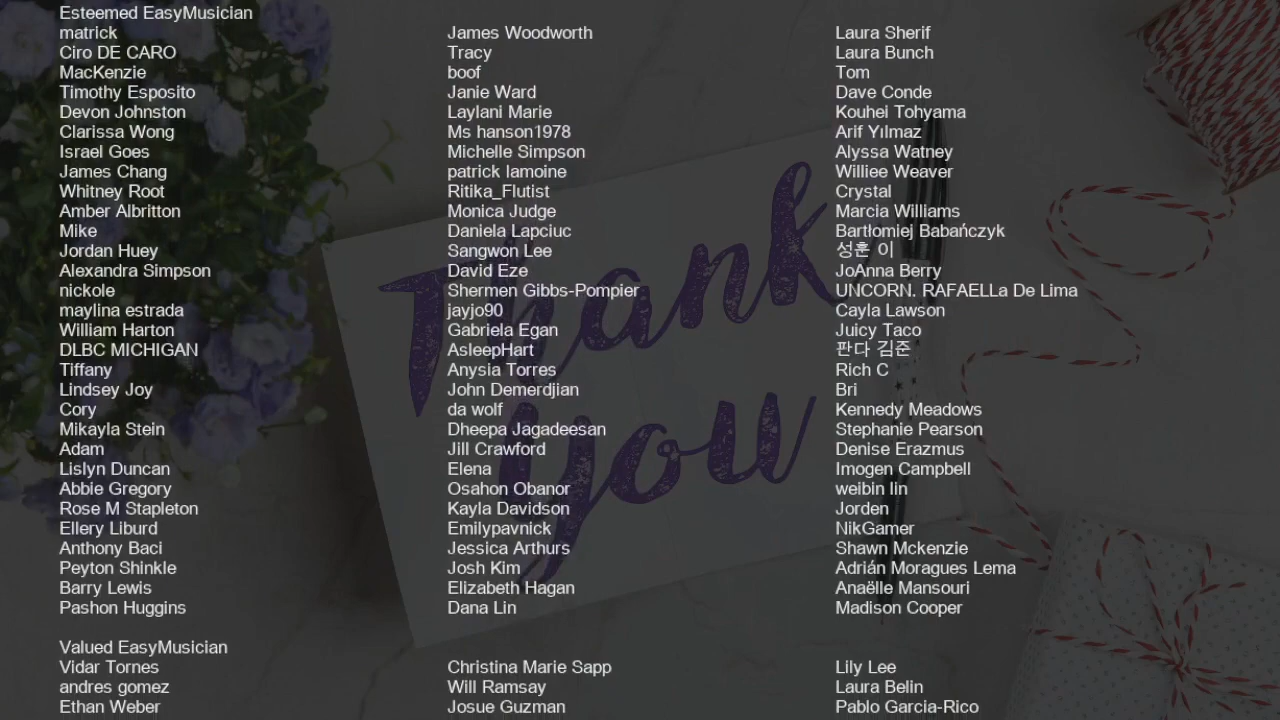 Esteemed EasyMusician
matrick
Ciro DE CARO
MacKenzie
Timothy Esposito
Devon Johnston
Clarissa Wong
Israel Goes
James Chang
Whitney Root
Amber Albritton
Mike
Jordan Huey
Alexandra Simpson
nickole
maylina estrada
William Harton
DLBC MICHIGAN
Tiffany
Lindsey Joy
Cory
Mikayla Stein
Adam
Lislyn Duncan
Abbie Gregory
Rose M Stapleton
Ellery Liburd
Anthony Baci
Peyton Shinkle
Barry Lewis
Pashon Huggins
James Woodworth
Tracy
boof
Janie Ward
Laylani Marie
Ms hanson1978
Michelle Simpson
patrick lamoine
Ritika_Flutist
Monica Judge
Daniela Lapciuc
Sangwon Lee
David Eze
Shermen Gibbs-Pompier
jayjo90
Gabriela Egan
AsleepHart
Anysia Torres
John Demerdjian
da wolf
Dheepa Jagadeesan
Jill Crawford
Elena
Osahon Obanor
Kayla Davidson
Emilypavnick
Jessica Arthurs
Josh Kim
Elizabeth Hagan
Dana Lin
Laura Sherif
Laura Bunch
Tom
Dave Conde
Kouhei Tohyama
Arif Yılmaz
Alyssa Watney
Williee Weaver
Crystal
Marcia Williams
Bartłomiej Babańczyk
성훈 이
JoAnna Berry
UNCORN. RAFAELLa De Lima
Cayla Lawson
Juicy Taco
판다 김준
Rich C
Bri
Kennedy Meadows
Stephanie Pearson
Denise Erazmus
Imogen Campbell
weibin lin
Jorden
NikGamer
Shawn Mckenzie
Adrián Moragues Lema
Anaëlle Mansouri
Madison Cooper
Valued EasyMusician
Vidar Tornes
andres gomez
Ethan Weber
Christina Marie Sapp
Will Ramsay
Josue Guzman
Lily Lee
Laura Belin
Pablo Garcia-Rico
Thank
you